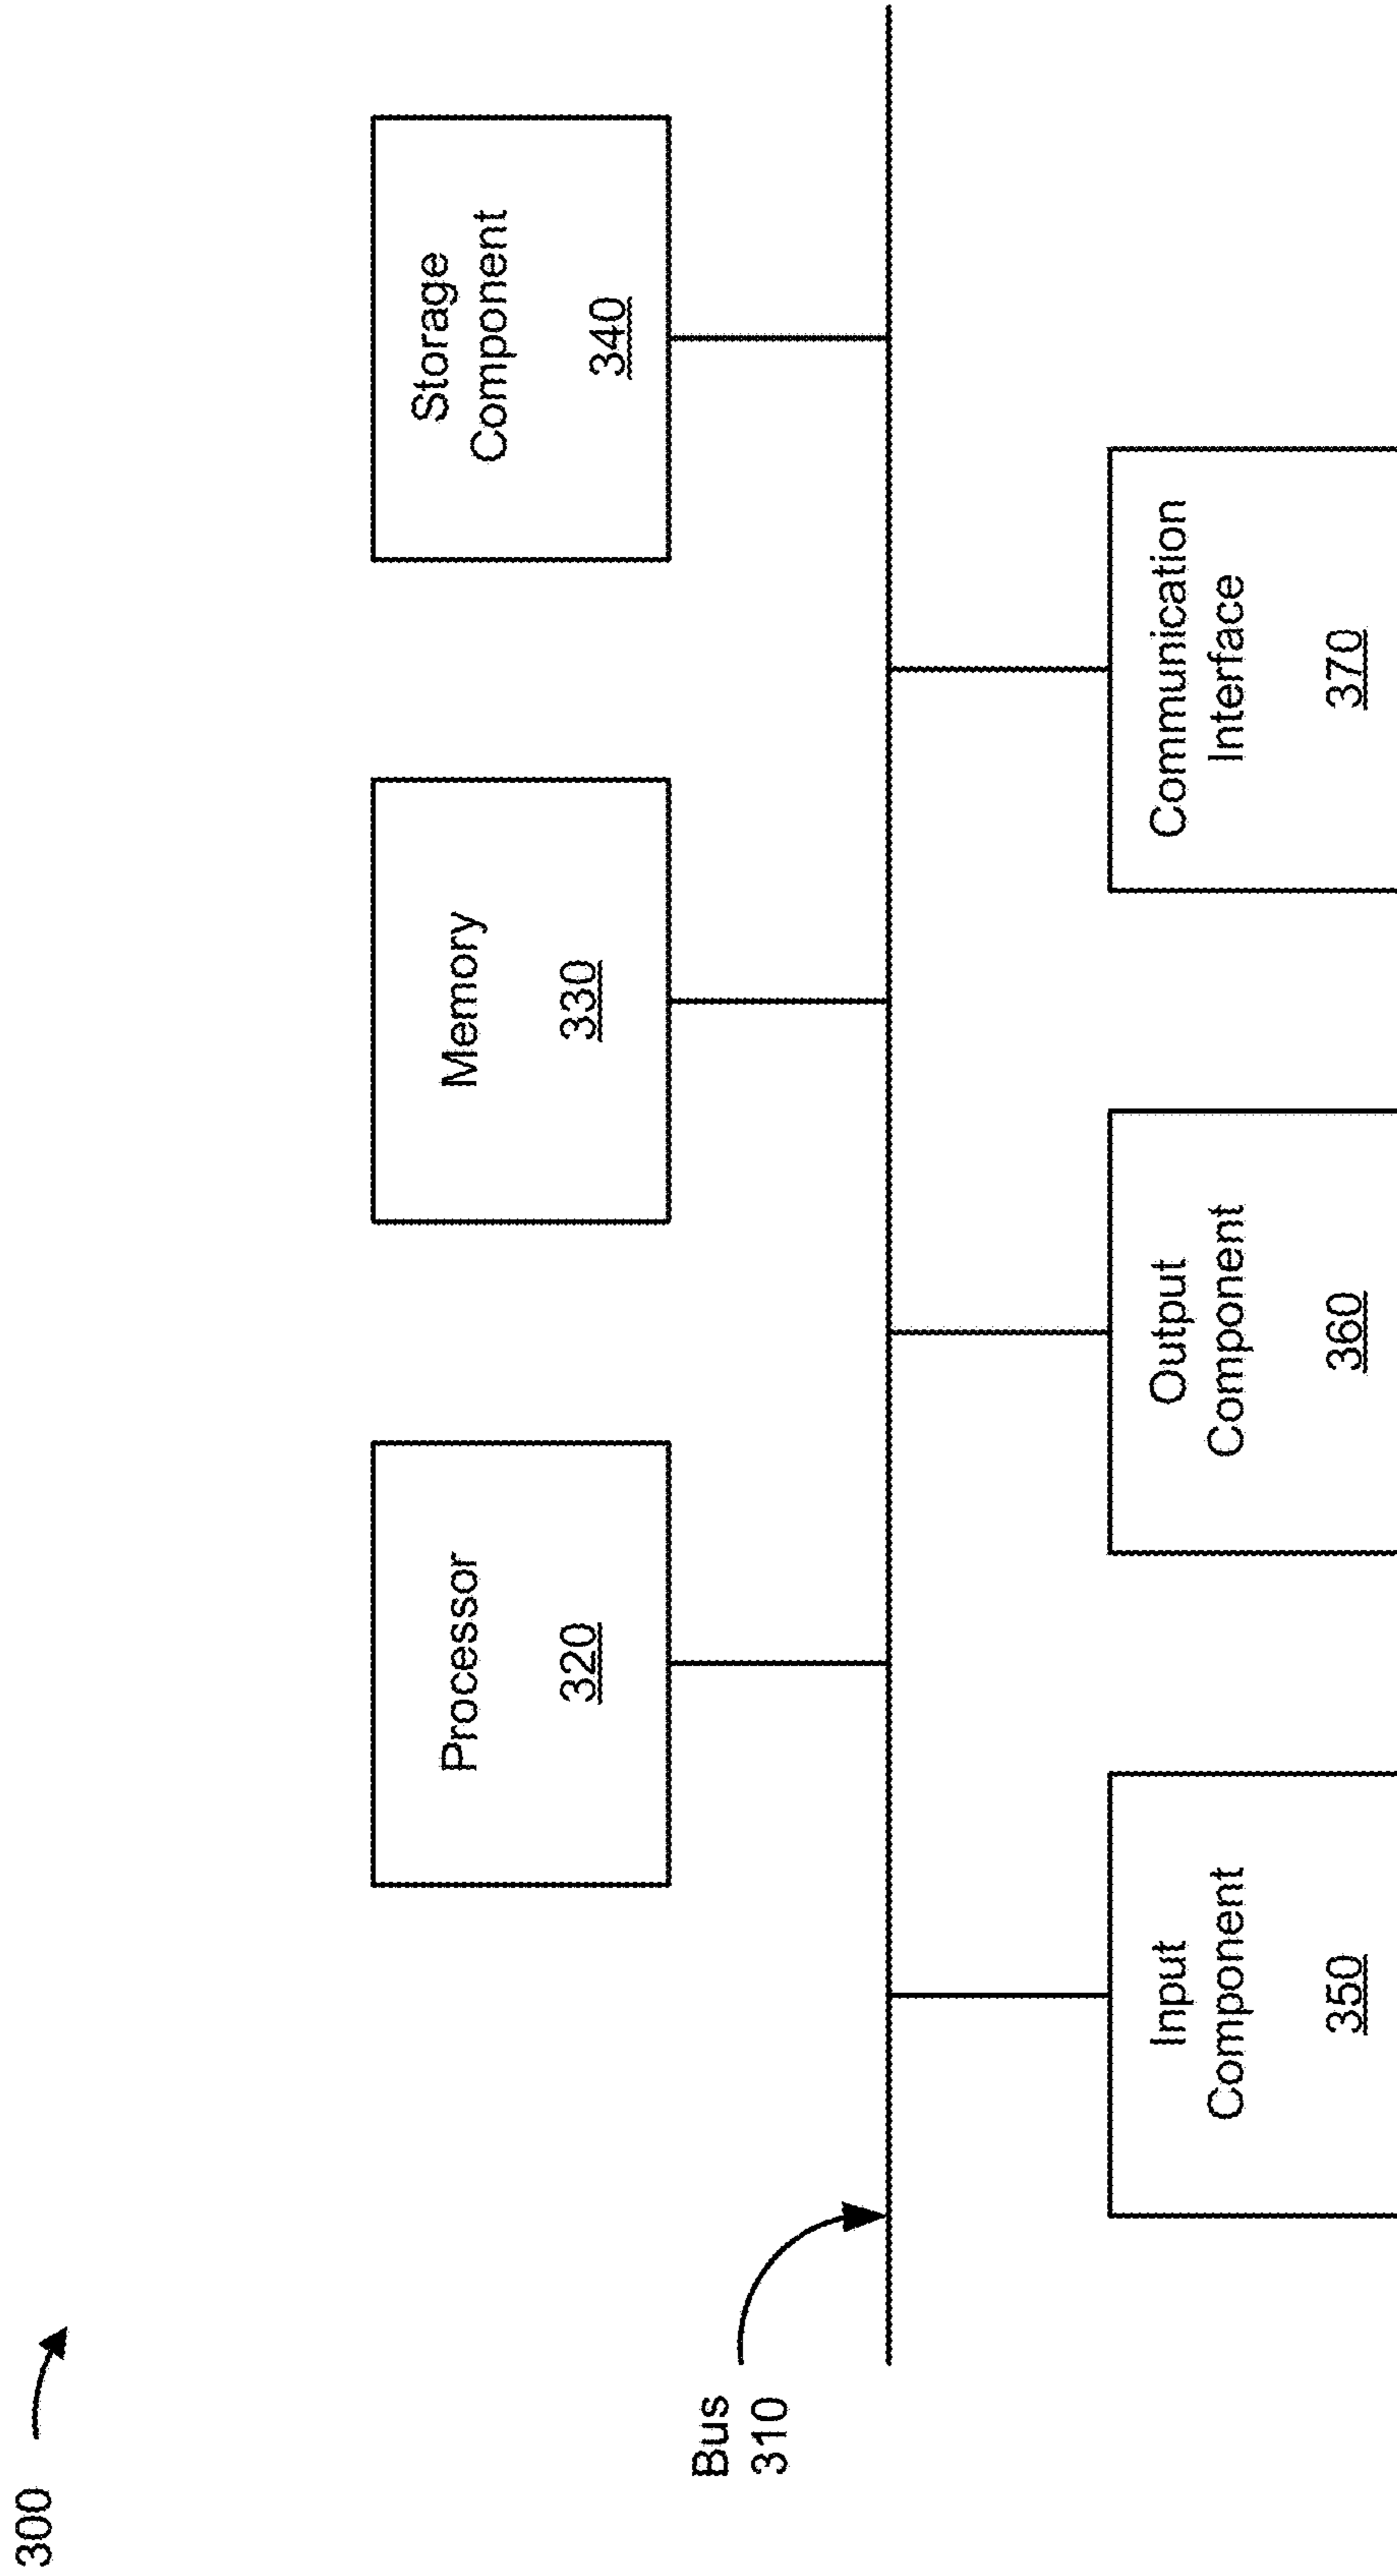 300
Processor
320
Memory
330
Storage
Component
340
Bus
310
Input
Component
350
Output
Component
360
Communication
Interface
370